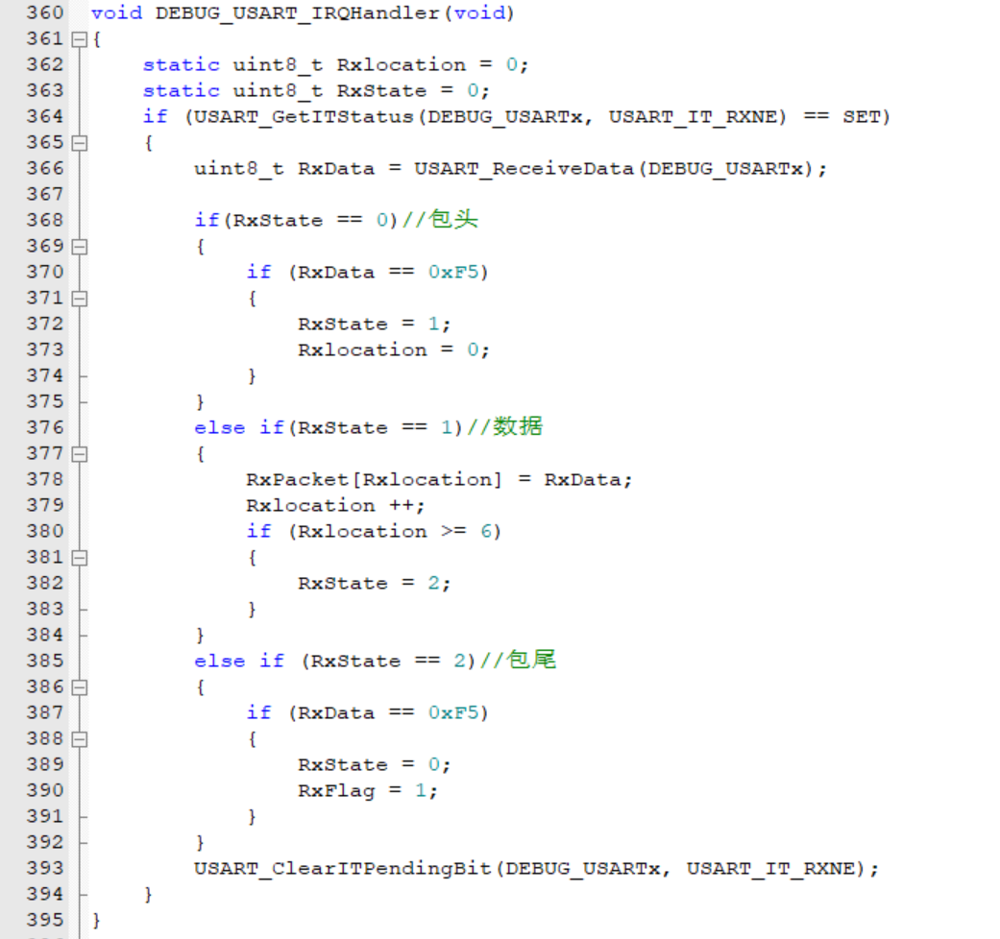 360 void DEBUG_USART_IRQHandler(void)
361 {
362 static uint8_t Rxlocation = 0;
363 static uint8_t RxState = 0;
364 if (USART_GetITStatus(DEBUG_USARTx, USART_IT_RXNE) == SET)
365 {
366 uint8_t RxData = USART_ReceiveData(DEBUG_USARTx);
367
368 if(RxState == 0)//包头
369 {
370 if (RxData == 0xF5)
371 {
372 RxState = 1;
373 Rxlocation = 0;
374 }
375 }
376 else if(RxState == 1)//数据
377 {
378 RxPacket[Rxlocation] = RxData;
379 Rxlocation ++;
380 if (Rxlocation >= 6)
381 {
382 RxState = 2;
383 }
384 }
385 else if (RxState == 2)//包尾
386 {
387 if (RxData == 0xF5)
388 {
389 RxState = 0;
390 RxFlag = 1;
391 }
392 }
393 USART_ClearITPendingBit(DEBUG_USARTx, USART_IT_RXNE);
394 }
395 }